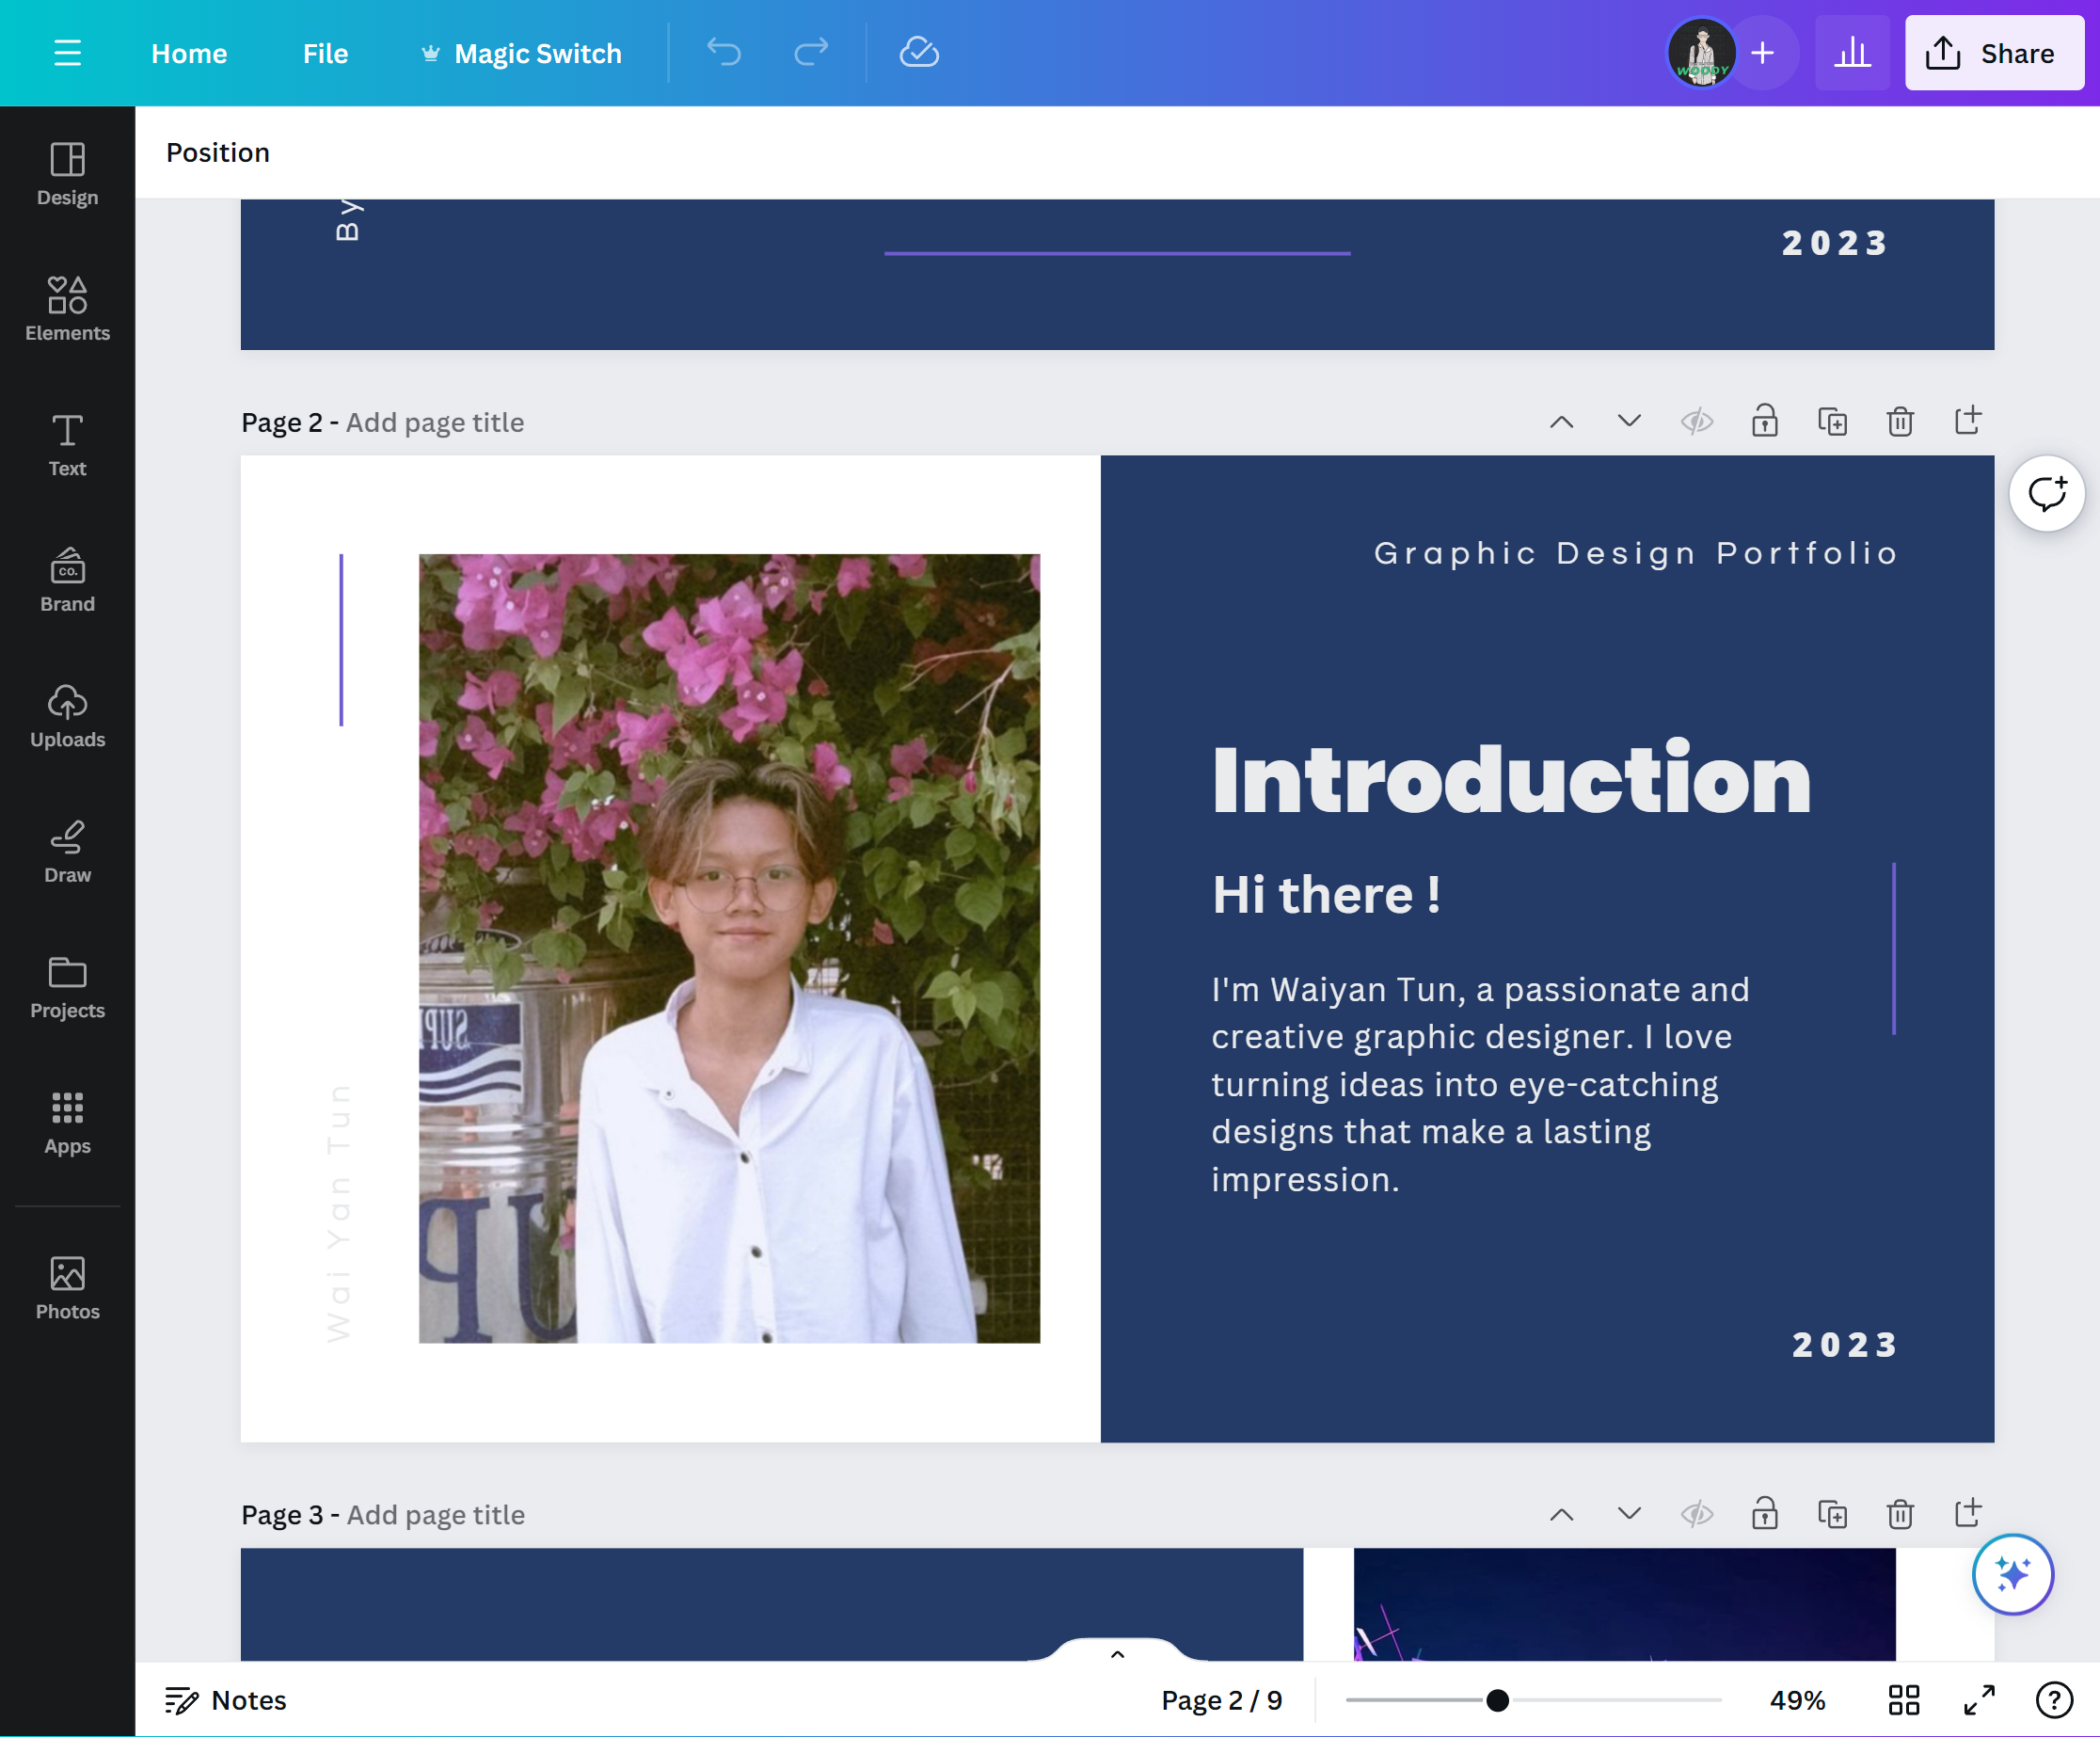 Home File Magic Switch
WOODY
Share
Position
Design
Elements
Text
CO.
Brand
Uploads
Draw
Projects
Apps
Photos
By
2023
Page 2 - Add page title
Wai Yan Tun
Graphic Design Portfolio
Introduction
Hi there !
I'm Waiyan Tun, a passionate and
creative graphic designer. I love
turning ideas into eye-catching
designs that make a lasting
impression.
2023
Page 3 - Add page title
Notes
Page 2 / 9
49%